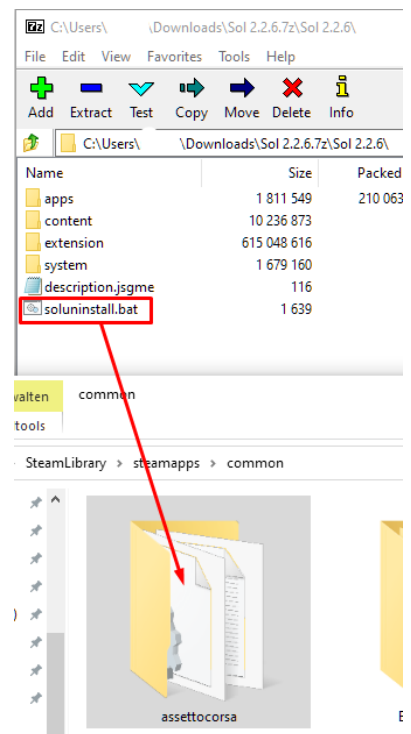 C:\Users\ \Downloads\Sol 2.2.6.7z\Sol 2.2.6\
File Edit View Favorites Tools Help
Add Extract Test Copy Move Delete Info
C:\Users\ \Downloads\Sol 2.2.6.7z\Sol 2.2.6\
Name Size Packed
apps 1 811 549 210 063
content 10 236 873
extension 615 048 616
system 1 679 160
description.jsgme 116
soluninstall.bat 1 639
walten common
tools
SteamLibrary > steamapps > common
assettocorsa